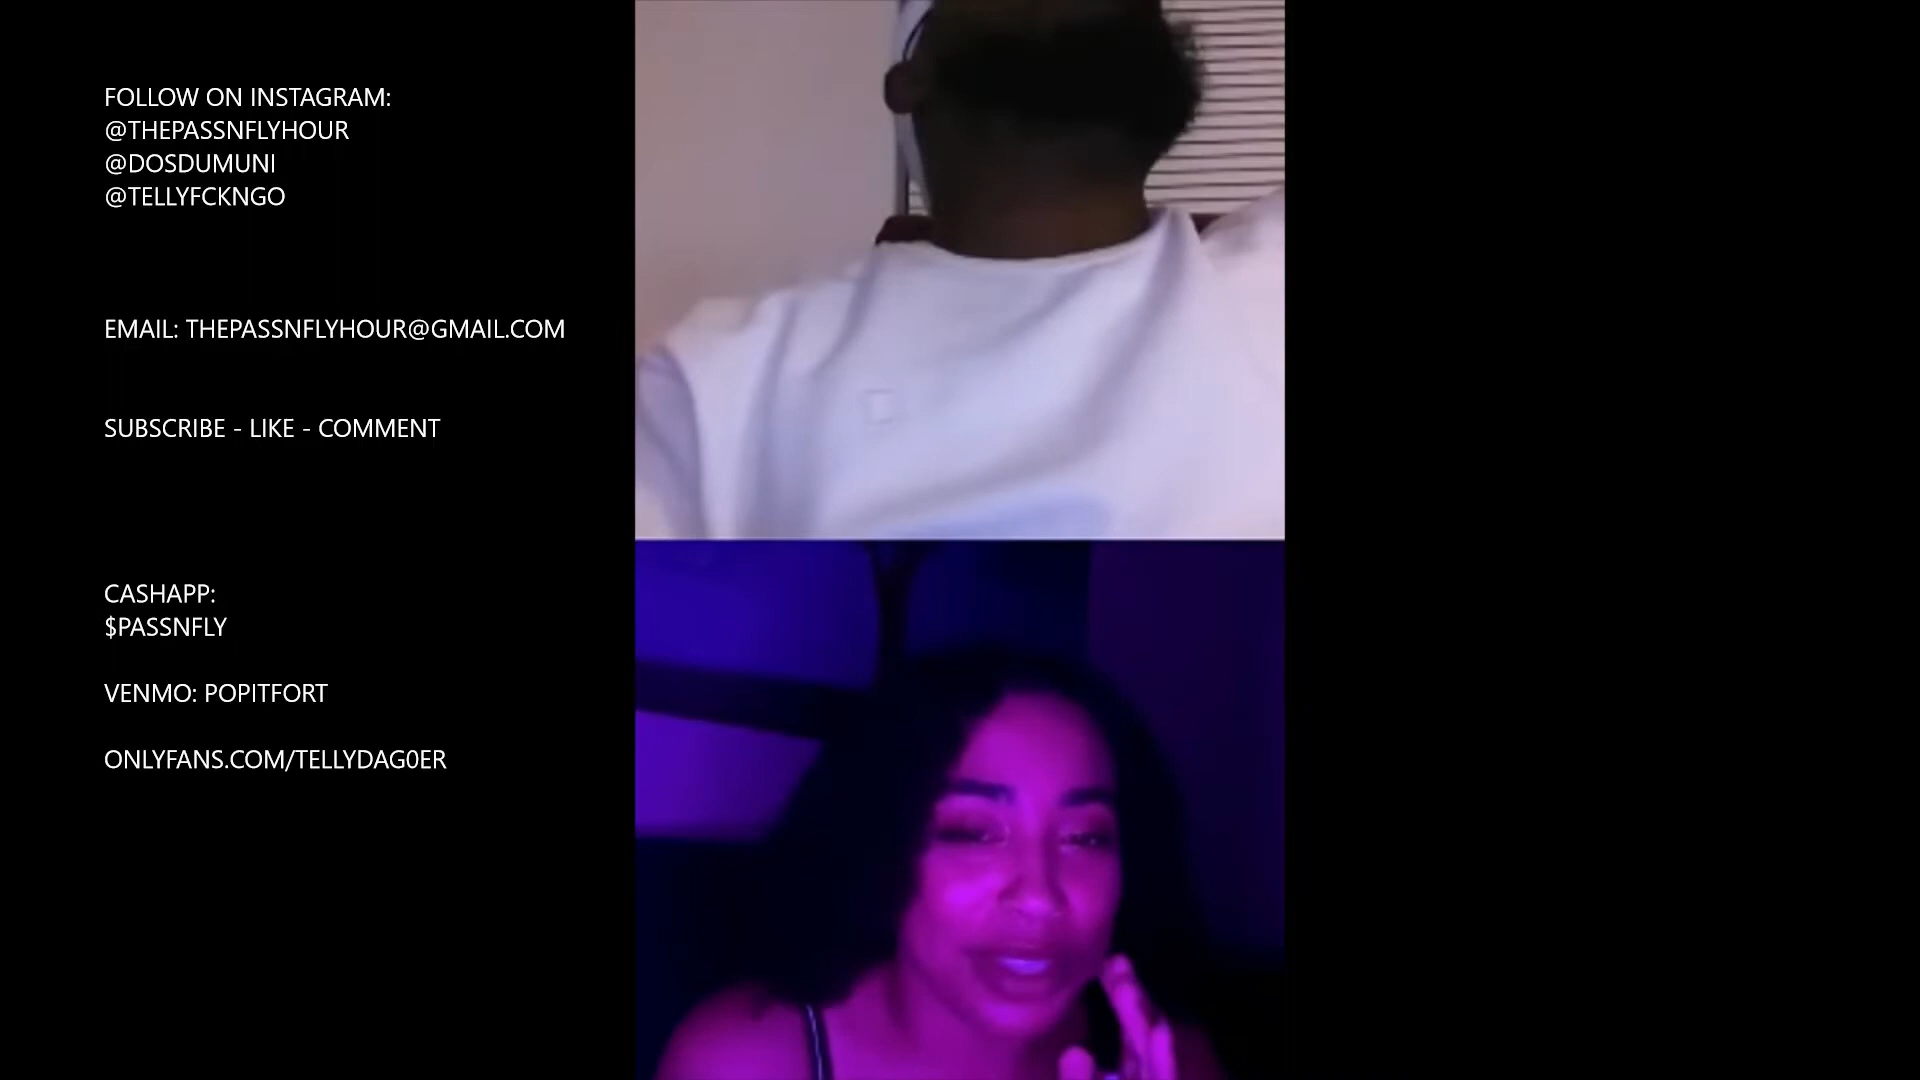 FOLLOW ON INSTAGRAM:
@THEPASSNFLYHOUR
@DOSDUMUNI
@TELLYFCKNGO
EMAIL: THEPASSNFLYHOUR@GMAIL.COM
SUBSCRIBE - LIKE - COMMENT
CASHAPP:
$PASSNFLY
VENMO: POPITFORT
ONLYFANS.COM/TELLYDAG0ER